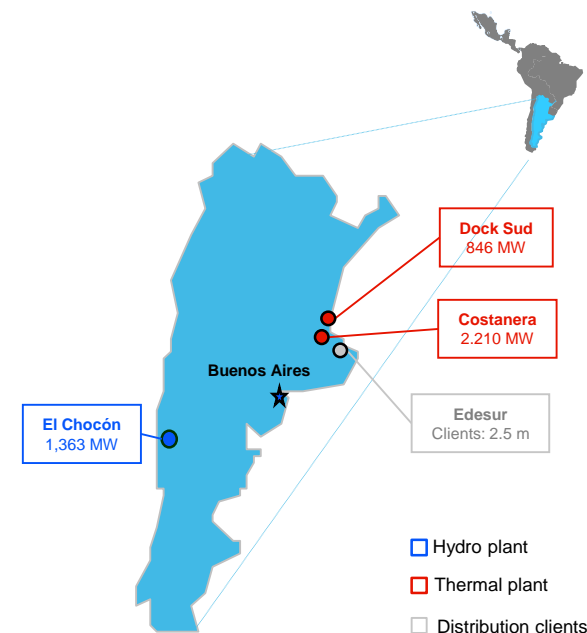 Dock Sud
846 MW
Costanera
2.210 MW
Buenos Aires
Edesur
Clients: 2.5 m
El Chocón
1,363 MW
Hydro plant
Thermal plant
Distribution clients